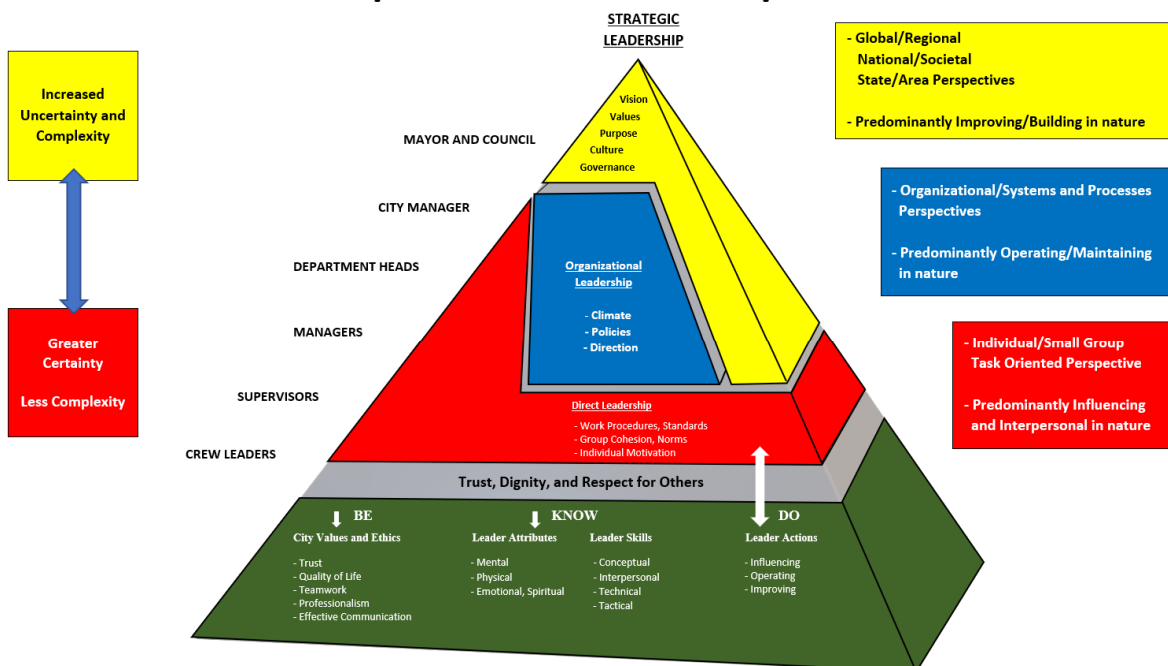 STRATEGIC
LEADERSHIP
Increased
Uncertainty and
Complexity
Greater
Certainty
Less Complexity
MAYOR AND COUNCIL
CITY MANAGER
DEPARTMENT HEADS
MANAGERS
SUPERVISORS
CREW LEADERS
Vision
Values
Purpose
Culture
Governance
Organizational
Leadership
- Climate
- Policies
- Direction
Direct Leadership
- Work Procedures, Standards
- Group Cohesion, Norms
- Individual Motivation
Trust, Dignity, and Respect for Others
BE
City Values and Ethics
- Trust
- Quality of Life
- Teamwork
- Professionalism
- Effective Communication
KNOW
Leader Attributes
- Mental
- Physical
- Emotional, Spiritual
Leader Skills
- Conceptual
- Interpersonal
- Technical
- Tactical
DO
Leader Actions
- Influencing
- Operating
- Improving
- Global/Regional
National/Societal
State/Area Perspectives
- Predominantly Improving/Building in nature
- Organizational/Systems and Processes
Perspectives
- Predominantly Operating/Maintaining
in nature
- Individual/Small Group
Task Oriented Perspective
- Predominantly Influencing
and Interpersonal in nature